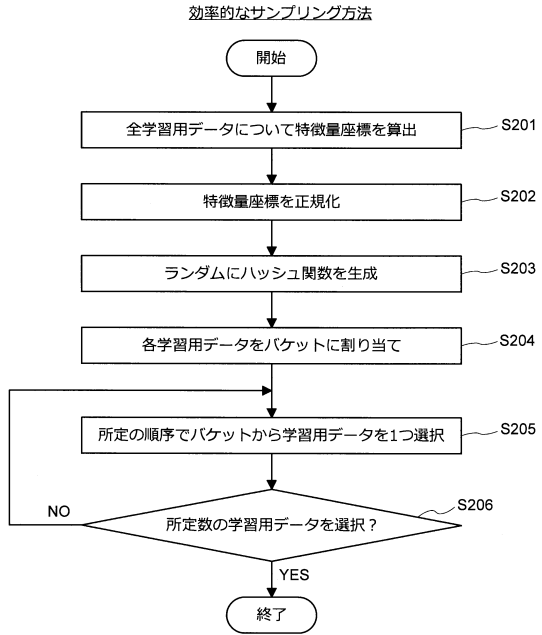 効率的なサンプリング方法
開始
全学習用データについて特徴量座標を算出
S201
特徴量座標を正規化
S202
ランダムにハッシュ関数を生成
S203
各学習用データをバケットに割り当て
S204
所定の順序でバケットから学習用データを1つ選択
S205
所定数の学習用データを選択？
S206
NO
YES
終了